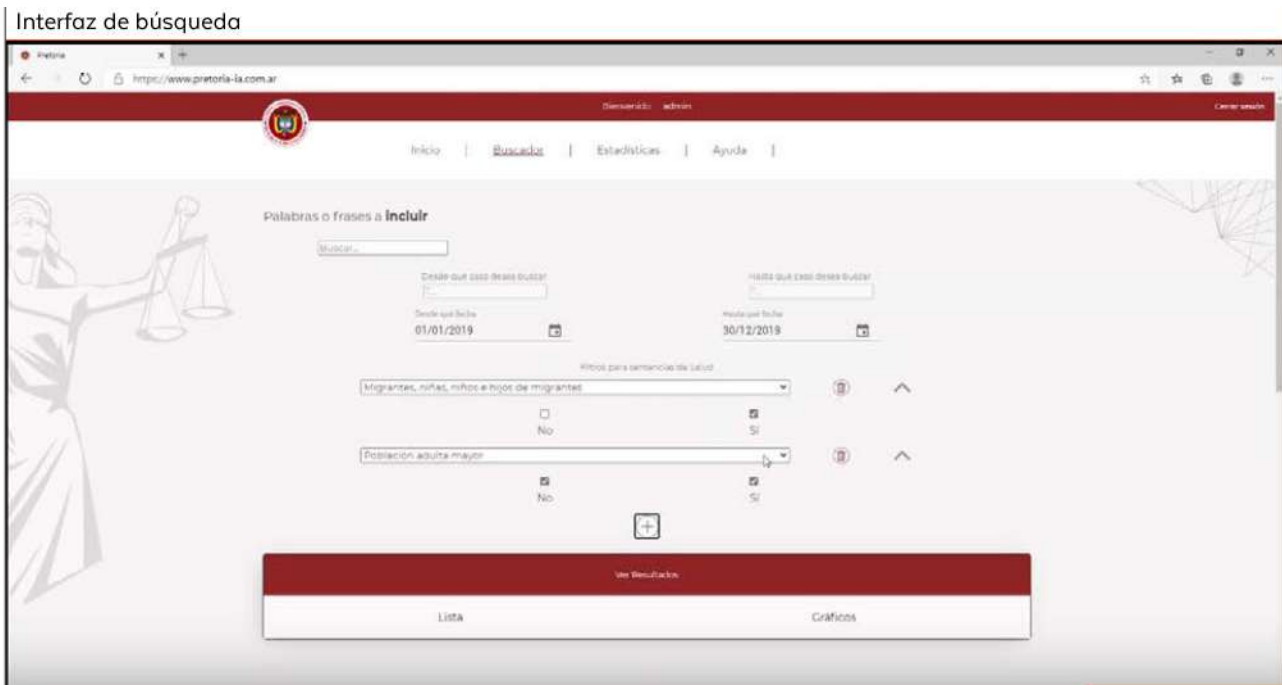 Interfaz de búsqueda
Pretoria
https://www.pretoria-ia.com.ar
Bienvenido admin
Cerrar sesión
Inicio | Buscador | Estadísticas | Ayuda |
Palabras o frases a incluir
Buscar...
Desde que caso desea buscar Hasta que caso desea buscar
Desde que fecha Hasta que fecha
01/01/2019 30/12/2019
Filtros para sentencias de Salud
Migrantes, niñas, niños e hijos de migrantes
No Sí
Población adulta mayor
No Sí
Ver Resultados
Lista Gráficos